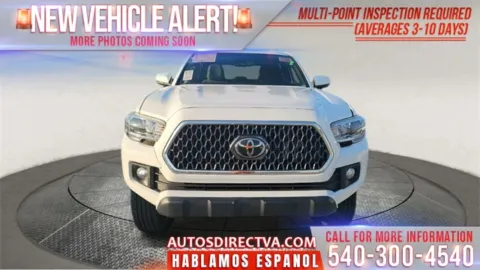 NEW VEHICLE ALERT!
MORE PHOTOS COMING SOON
MULTI-POINT INSPECTION REQUIRED
(AVERAGES 3-10 DAYS)
AUTOSDIRECTVA.COM
HABLAMOS ESPANOL
CALL FOR MORE INFORMATION
540-300-4540